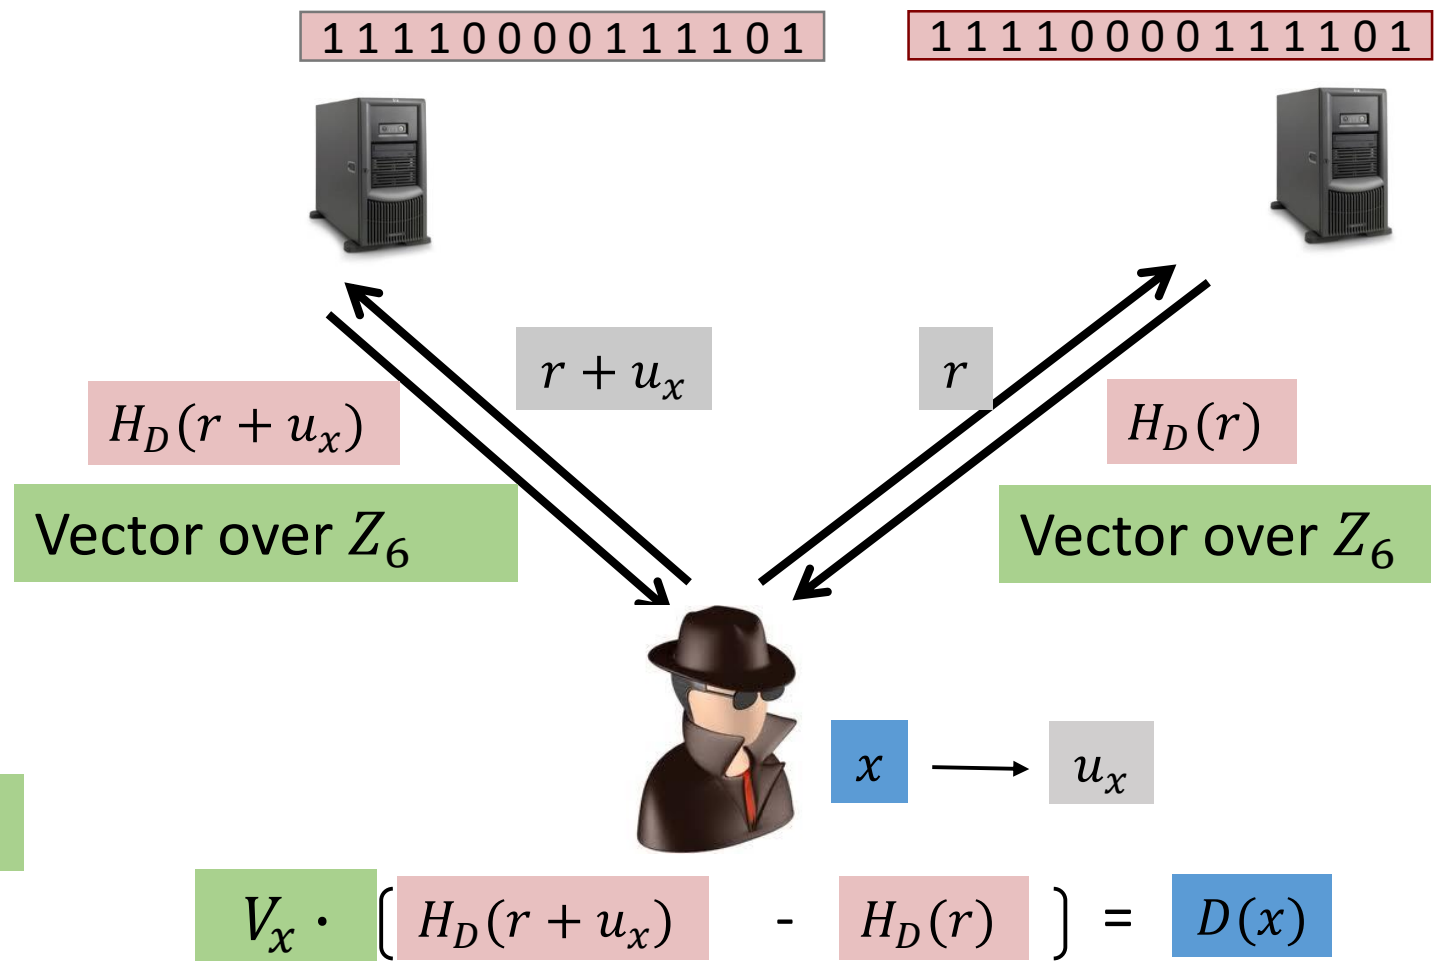 1 1 1 1 0 0 0 0 1 1 1 1 0 1
1 1 1 1 0 0 0 0 1 1 1 1 0 1
r + u_x
r
H_D(r + u_x)
H_D(r)
Vector over Z_6
Vector over Z_6
x
u_x
V_x · ( H_D(r + u_x) - H_D(r) ) = D(x)